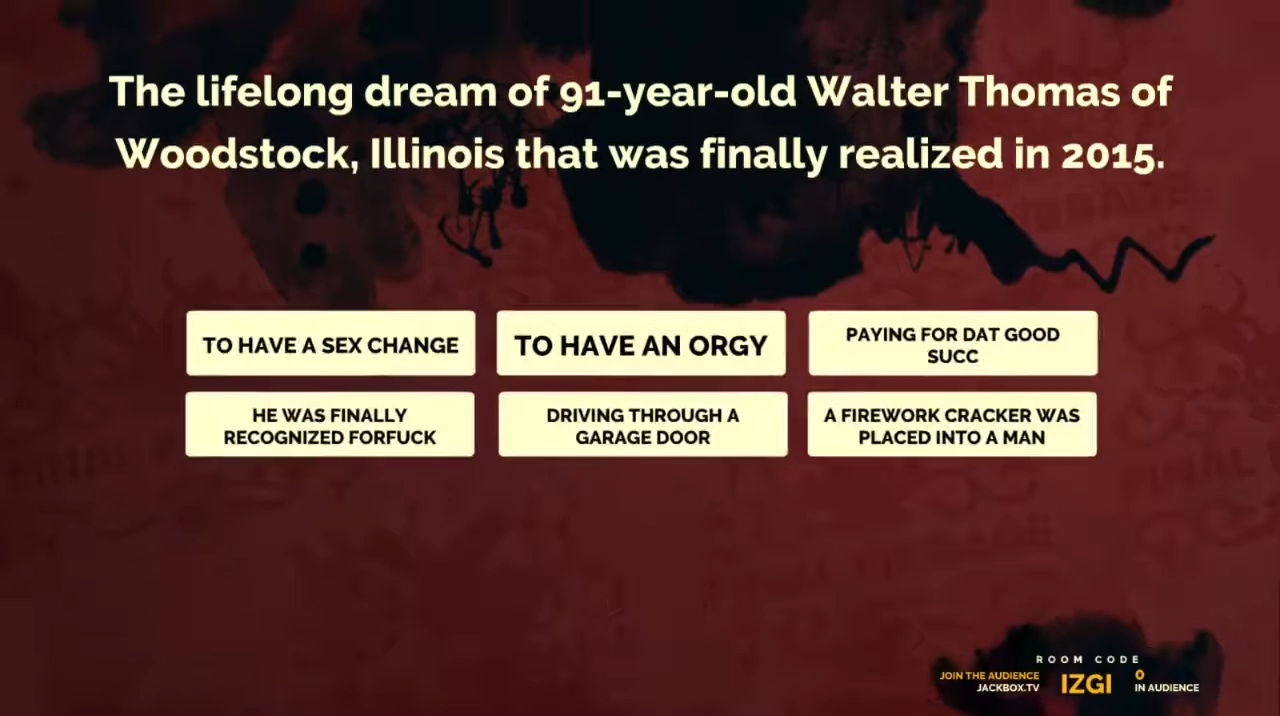 The lifelong dream of 91-year-old Walter Thomas of
Woodstock, Illinois that was finally realized in 2015.
TO HAVE A SEX CHANGE
TO HAVE AN ORGY
PAYING FOR DAT GOOD
SUCC
HE WAS FINALLY
RECOGNIZED FORFUCK
DRIVING THROUGH A
GARAGE DOOR
A FIREWORK CRACKER WAS
PLACED INTO A MAN
ROOM CODE
JOIN THE AUDIENCE
JACKBOX.TV
IZGI
0
IN AUDIENCE